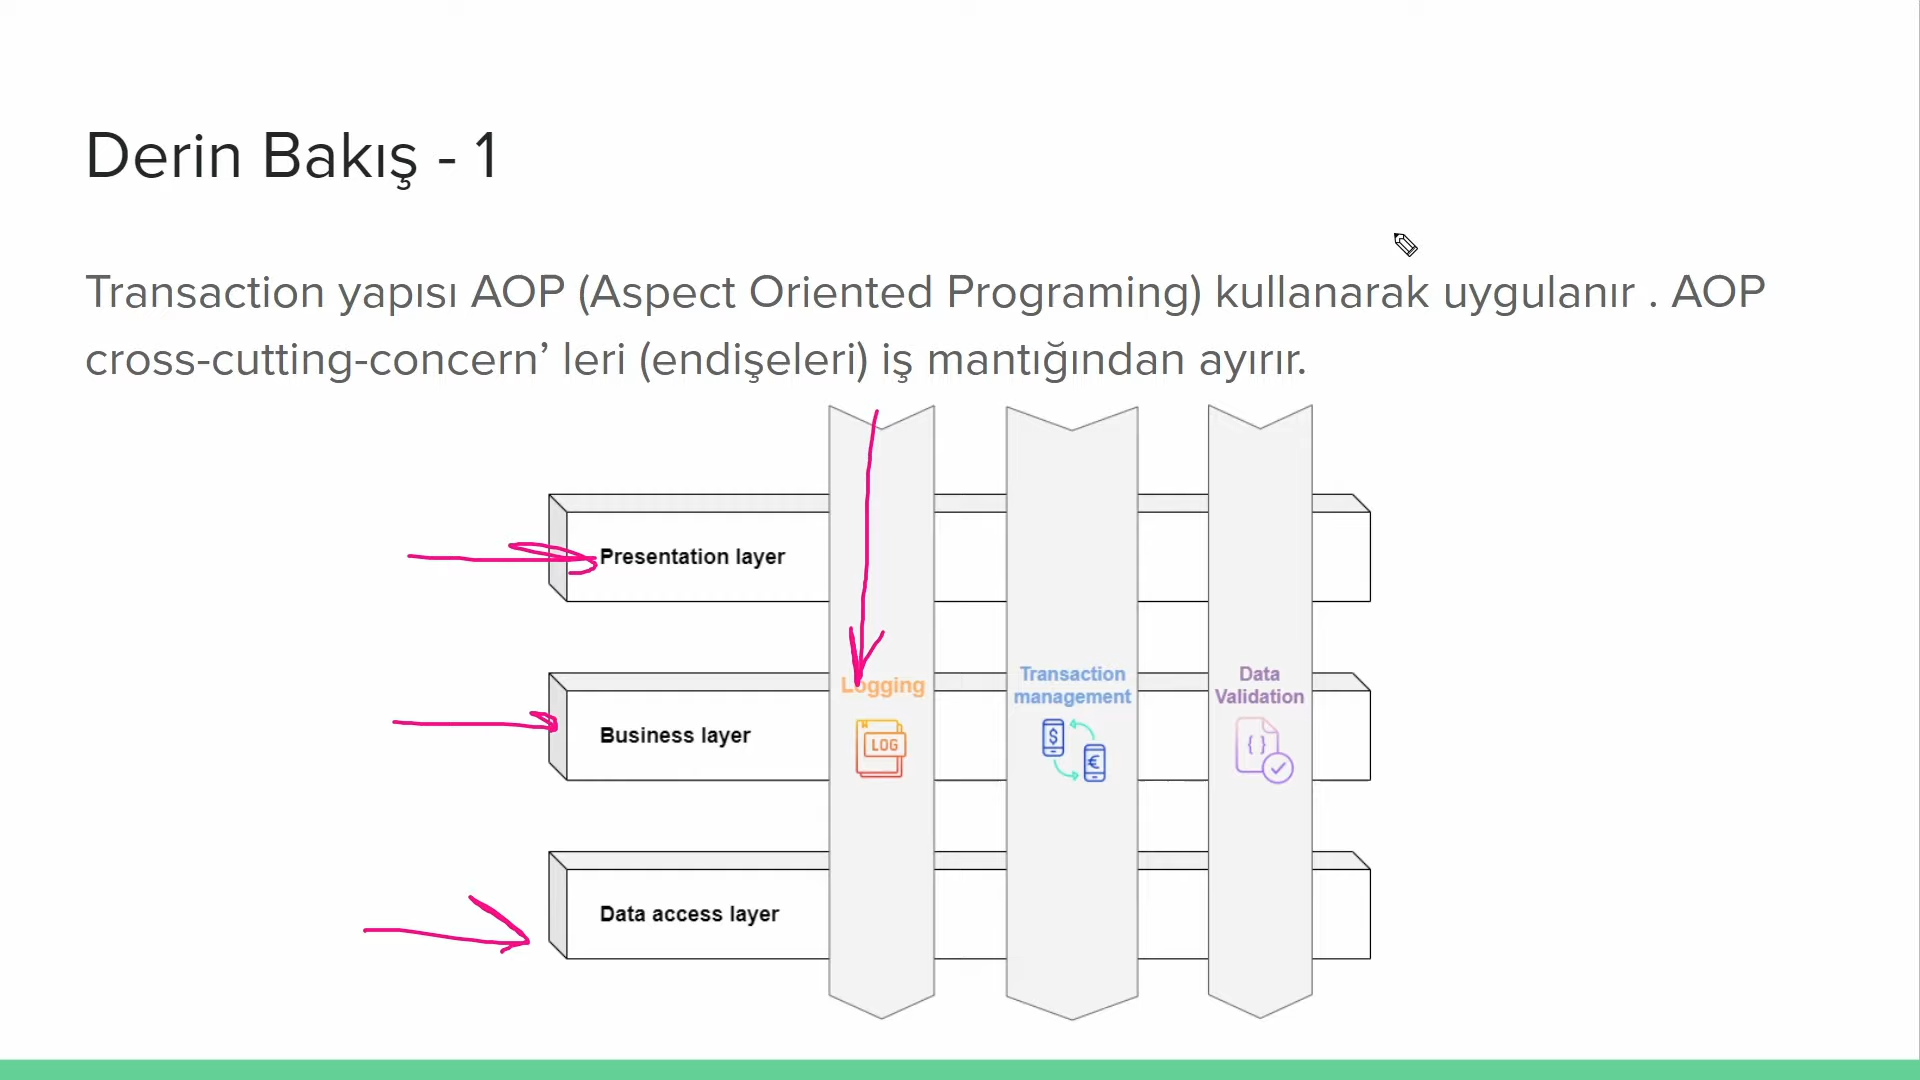 Derin Bakış - 1
Transaction yapısı AOP (Aspect Oriented Programing) kullanarak uygulanır . AOP
cross-cutting-concern’ leri (endişeleri) iş mantığından ayırır.
Presentation layer
Logging
Transaction
management
Data
Validation
LOG
$
€
{ }
Business layer
Data access layer